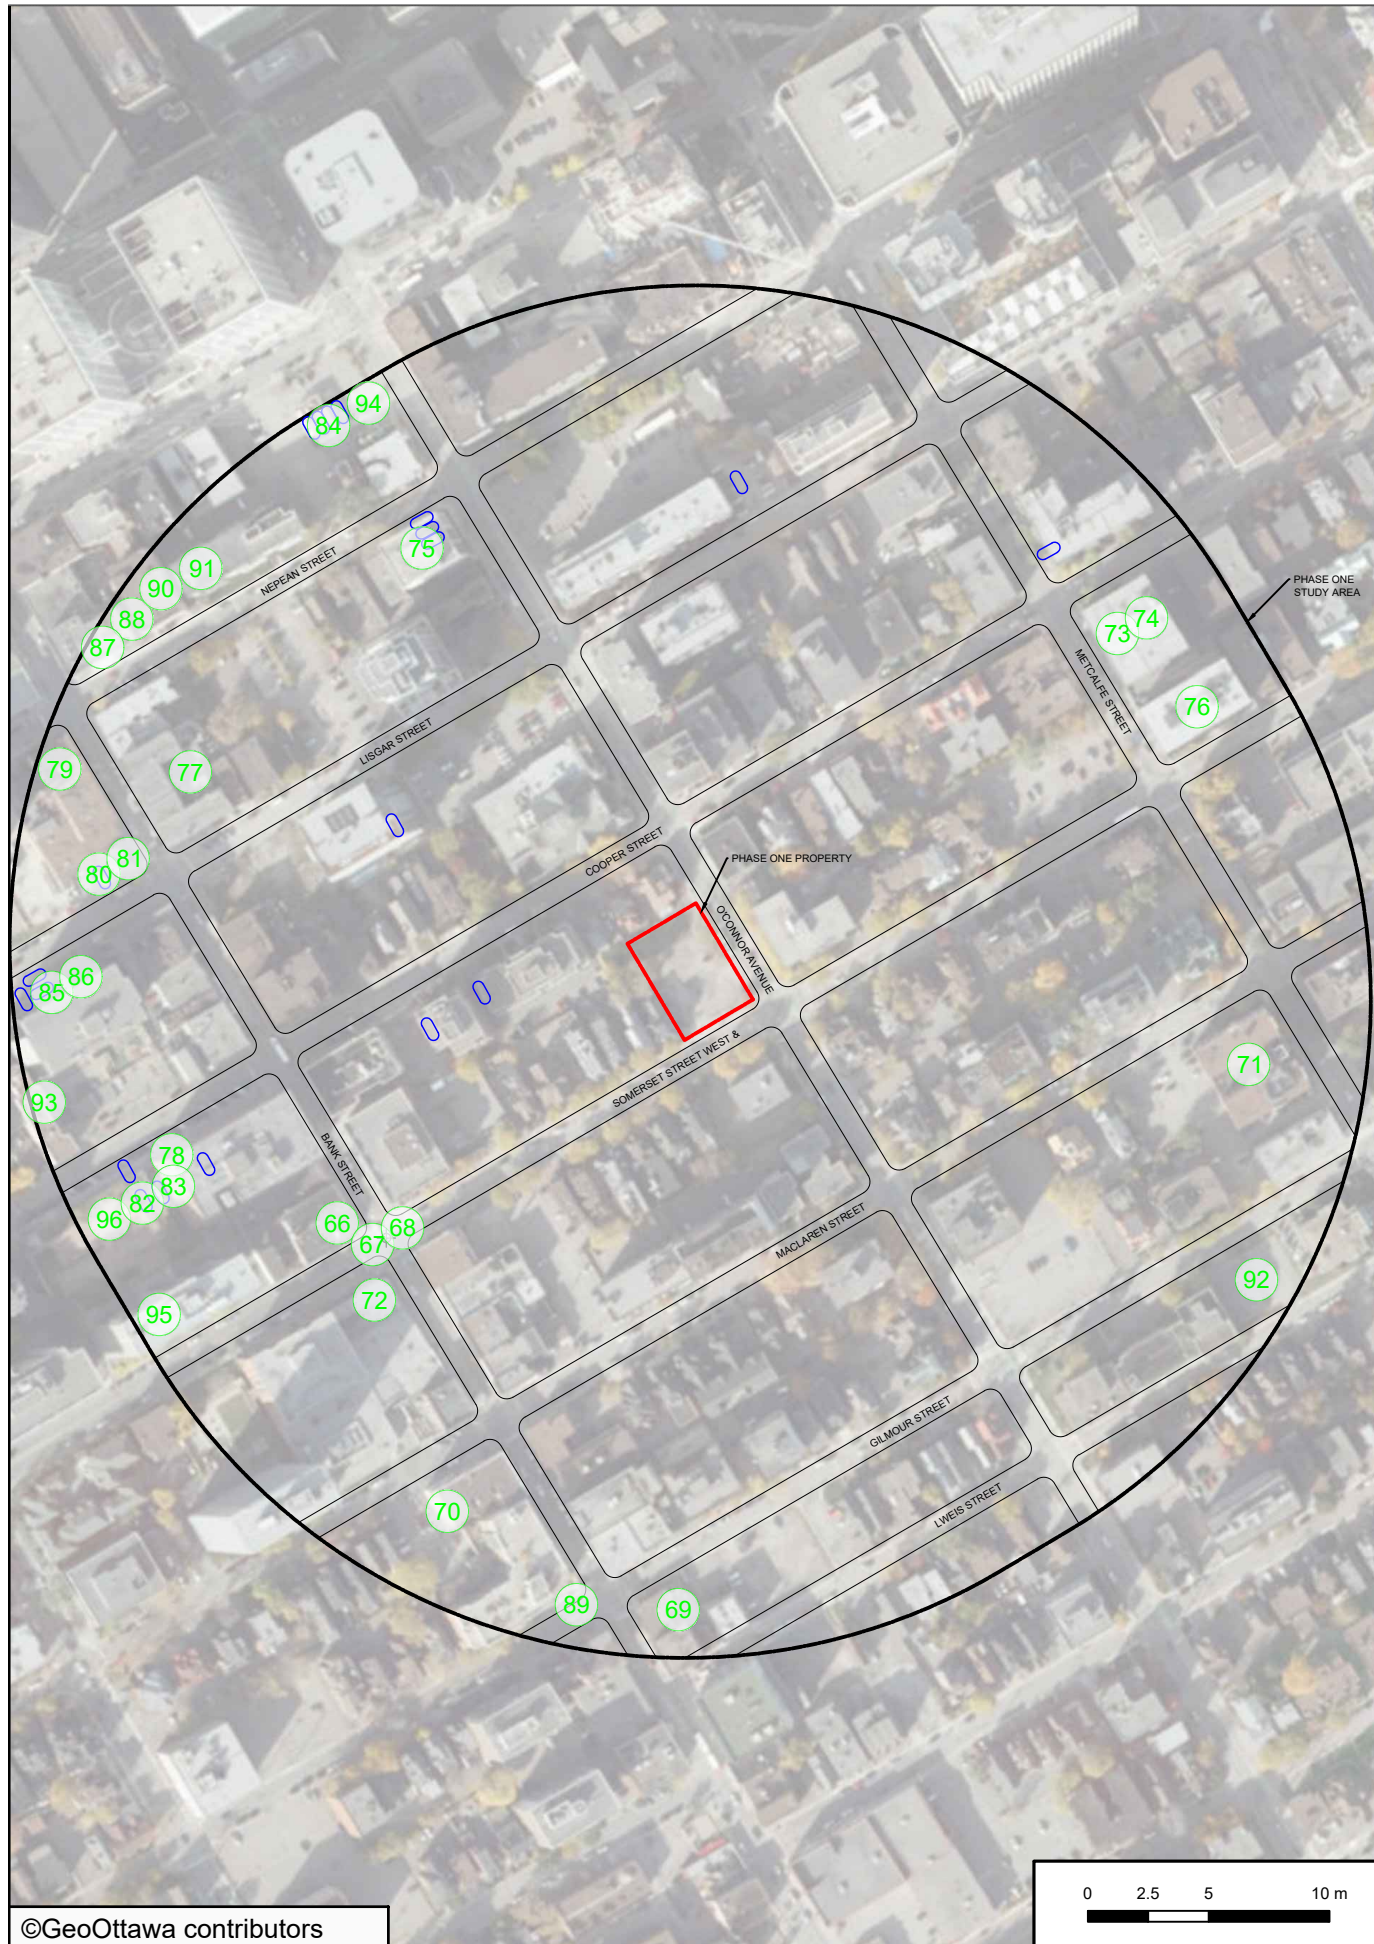 94
84
75
NEPEAN STREET
91
90
88
87
PHASE ONE
STUDY AREA
74
73
METCALFE STREET
76
LISGAR STREET
79
77
COOPER STREET
81
80
PHASE ONE PROPERTY
O'CONNOR AVENUE
86
85
SOMERSET STREET WEST &
71
93
BANK STREET
78
83
82
96
66
68
67
MACLAREN STREET
92
72
95
GILMOUR STREET
70
LWEIS STREET
89
69
0 2.5 5 10 m
©GeoOttawa contributors